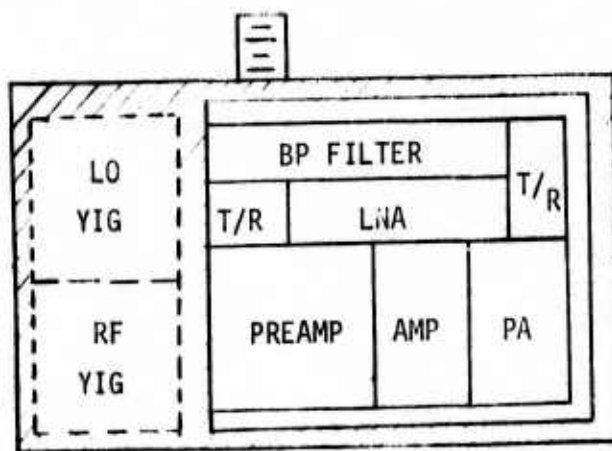 BP FILTER
T/R
LO
YIG
T/R
LNA
RF
YIG
PREAMP
AMP
PA